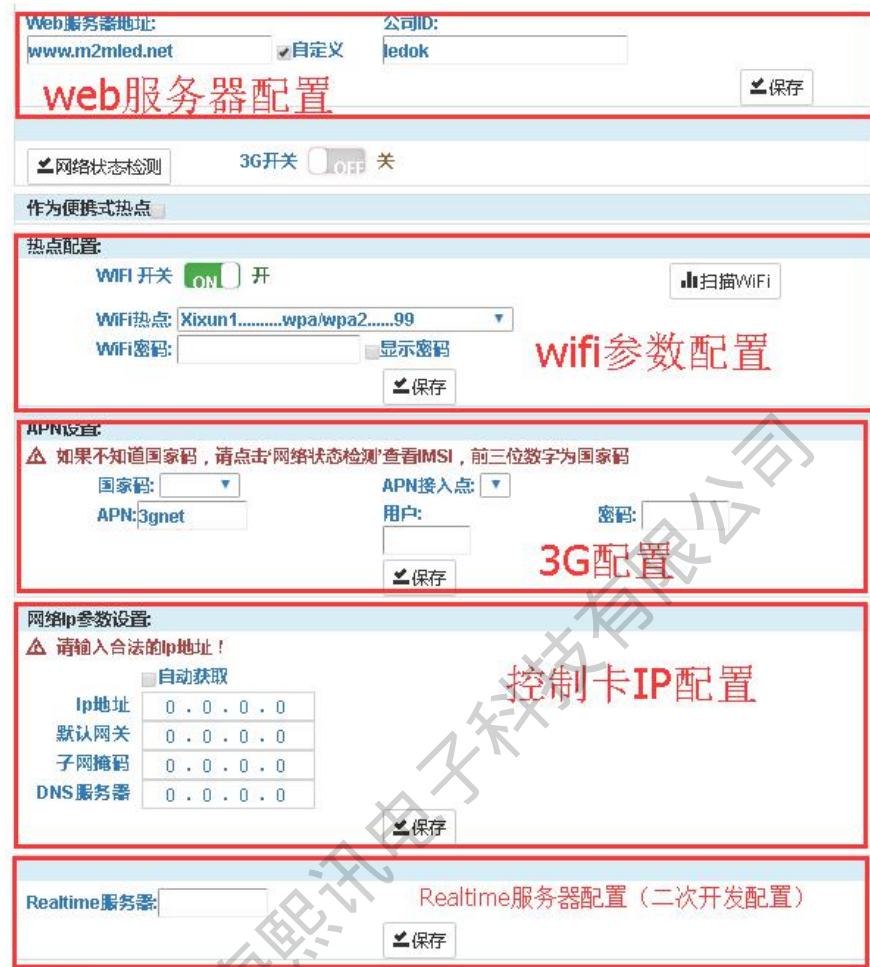 Web服务器地址: 公司ID:
www.m2mled.net 自定义 ledok
web服务器配置 保存
网络状态检测 3G开关 OFF 关
作为便携式热点
热点配置:
WIFI 开关 ON 开 扫描WiFi
WiFi热点: Xixun1..........wpa/wpa2......99
WiFi密码: 显示密码 wifi参数配置
保存
APN设置:
如果不知道国家码，请点击'网络状态检测'查看IMSI，前三位数字为国家码
国家码: APN接入点:
APN:3gnet 用户: 密码:
保存 3G配置
网络Ip参数设置:
请输入合法的Ip地址！
自动获取 控制卡IP配置
Ip地址 0 . 0 . 0 . 0
默认网关 0 . 0 . 0 . 0
子网掩码 0 . 0 . 0 . 0
DNS服务器 0 . 0 . 0 . 0
保存
Realtime服务器: Realtime服务器配置（二次开发配置）
保存
熙讯电子科技有限公司